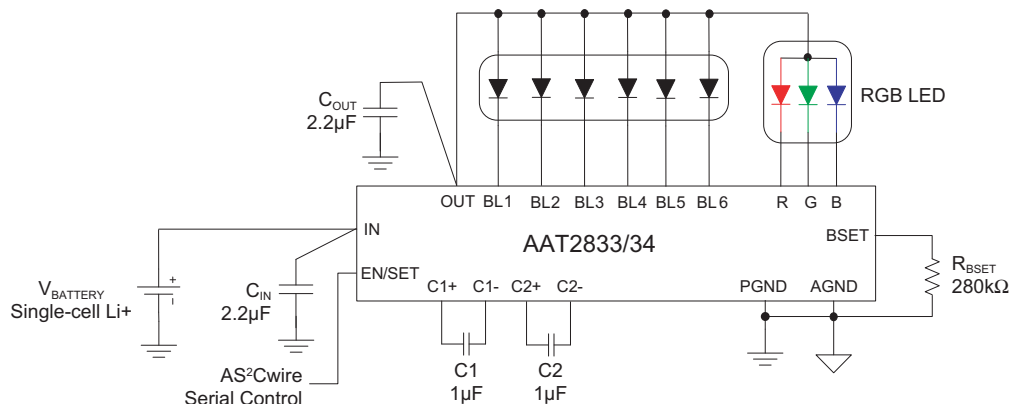 C_OUT
2.2µF
RGB LED
OUT BL1 BL2 BL3 BL4 BL5 BL6 R G B
IN
AAT2833/34
BSET
EN/SET
V_BATTERY
Single-cell Li+
+
–
C_IN
2.2µF
C1+ C1- C2+ C2-
PGND AGND
R_BSET
280kΩ
C1
1µF
C2
1µF
AS²Cwire
Serial Control